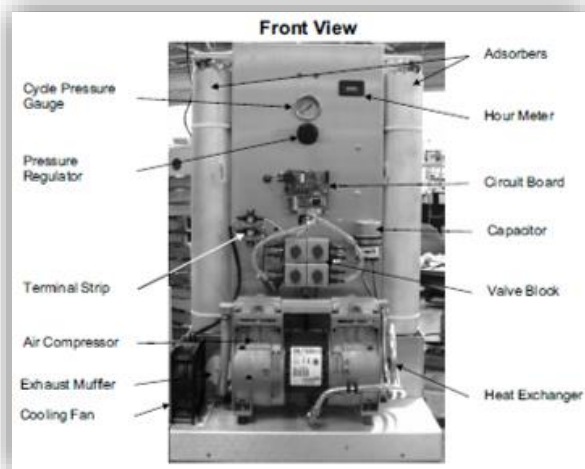 Front View
Adsorbers
Cycle Pressure
Gauge
Hour Meter
Pressure
Regulator
Circuit Board
Capacitor
Terminal Strip
Valve Block
Air Compressor
Exhaust Muffler
Heat Exchanger
Cooling Fan